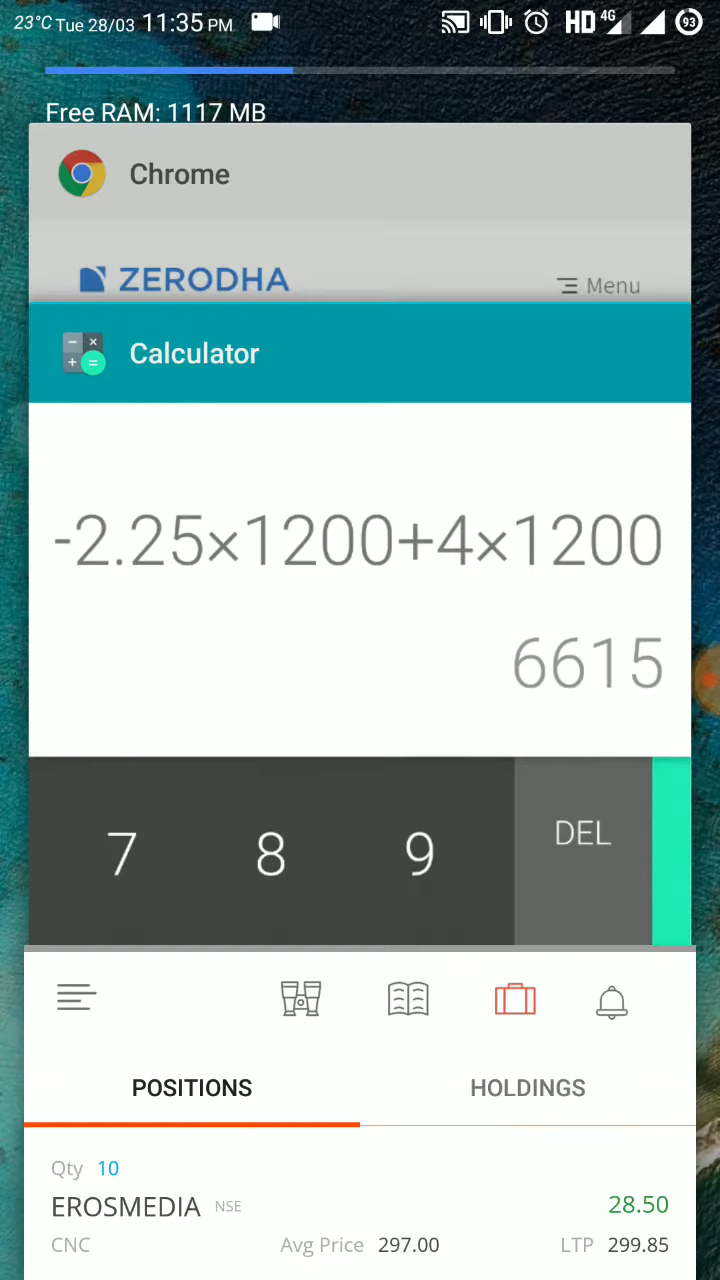 23°C Tue 28/03 11:35 PM HD 4G 93
Free RAM: 1117 MB
Chrome
ZERODHA Menu
Calculator
-2.25×1200+4×1200
6615
7 8 9 DEL
POSITIONS HOLDINGS
Qty 10
EROSMEDIA NSE 28.50
CNC Avg Price 297.00 LTP 299.85